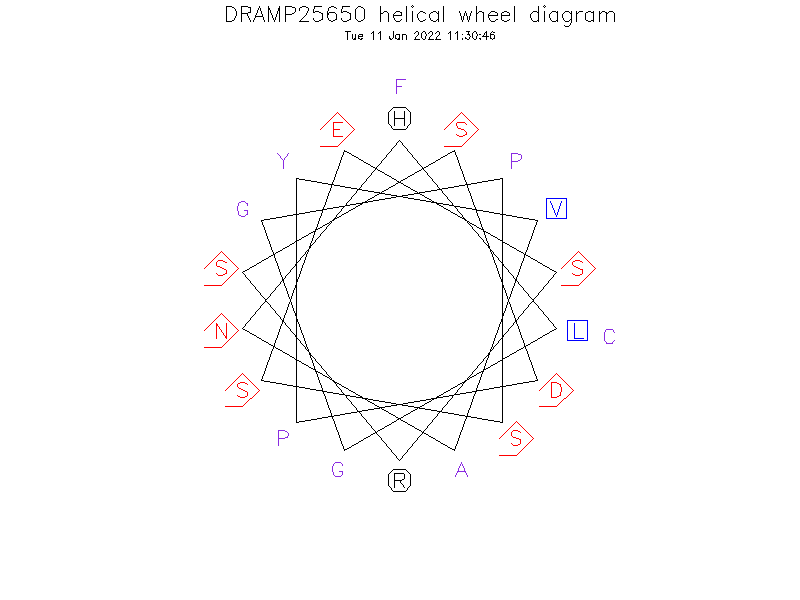 DRAMP25650 helical wheel diagram
Tue 11 Jan 2022 11:30:46
F
E H S
Y P
G V
S S
N L C
S D
P S
G R A